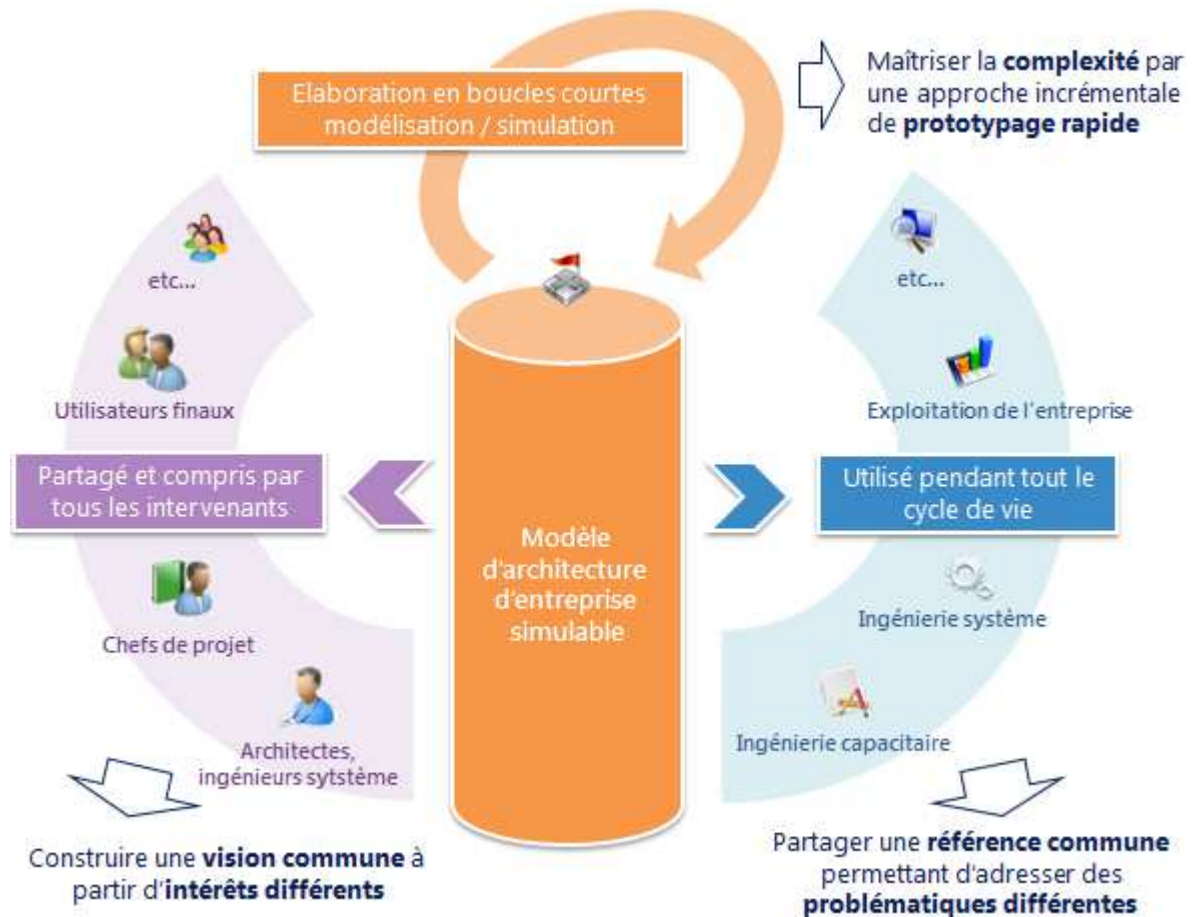 Elaboration en boucles courtes
modélisation / simulation
Maîtriser la complexité par
une approche incrémentale
de prototypage rapide
etc...
Utilisateurs finaux
Partagé et compris par
tous les intervenants
Chefs de projet
Architectes,
ingénieurs sytstème
Construire une vision commune à
partir d'intérêts différents
Modèle
d'architecture
d'entreprise
simulable
etc...
Exploitation de l'entreprise
Utilisé pendant tout le
cycle de vie
Ingénierie système
Ingénierie capacitaire
Partager une référence commune
permettant d'adresser des
problématiques différentes